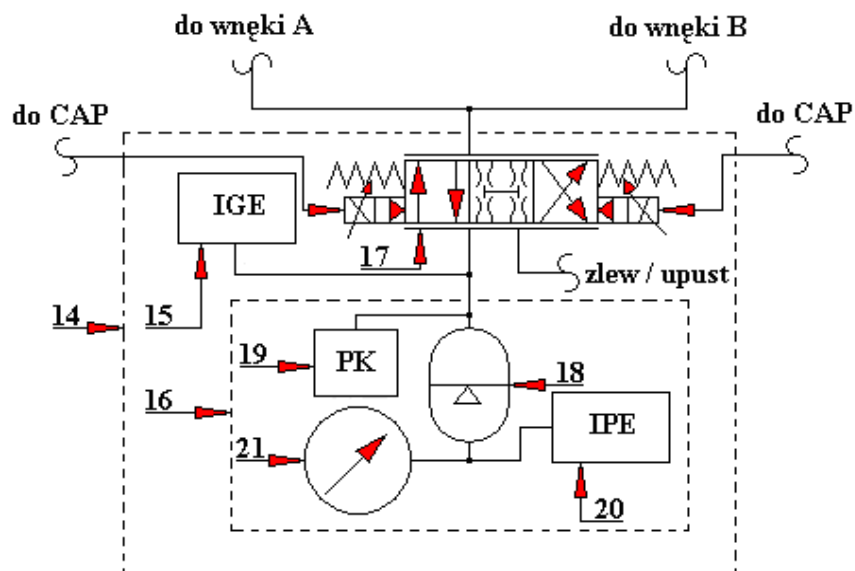 do wnęki A
do wnęki B
do CAP
do CAP
IGE
17
zlew / upust
14
15
19
PK
18
16
IPE
21
20